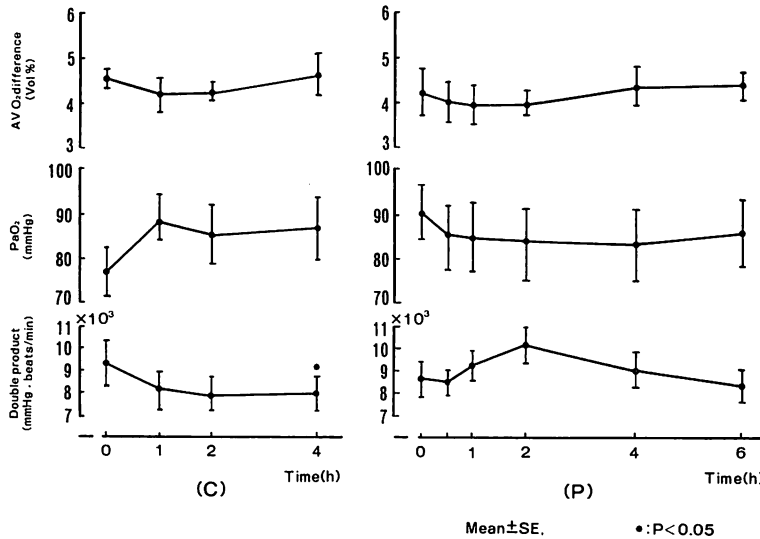 AV O₂difference
(Vol %)
6
5
4
3
6
5
4
3
PaO₂
(mmHg)
100
90
80
70
100
90
80
70
Double product
(mmHg · beats/min)
×10³
11
10
9
8
7
×10³
11
10
9
8
7
0 1 2 4
Time(h)
(C)
0 1 2 4 6
Time(h)
(P)
Mean±SE,
•:P<0.05